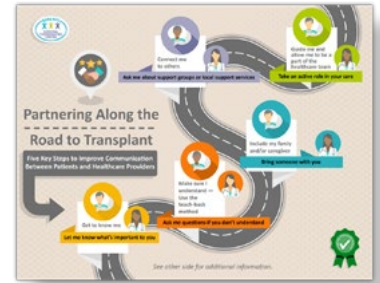 Connect me
to others
Ask me about support groups or local support services
Guide me and
allow me to be a
part of the
healthcare team
Take an active role in your care
Partnering Along the
Road to Transplant
Five Key Steps to Improve Communication
Between Patients and Healthcare Providers
Include my family
and/or caregiver
Bring someone with you
Make sure I
understand —
Use the
teach-back
method
Ask me questions if you don't understand
Get to know me
Let me know what's important to you
See other side for additional information.